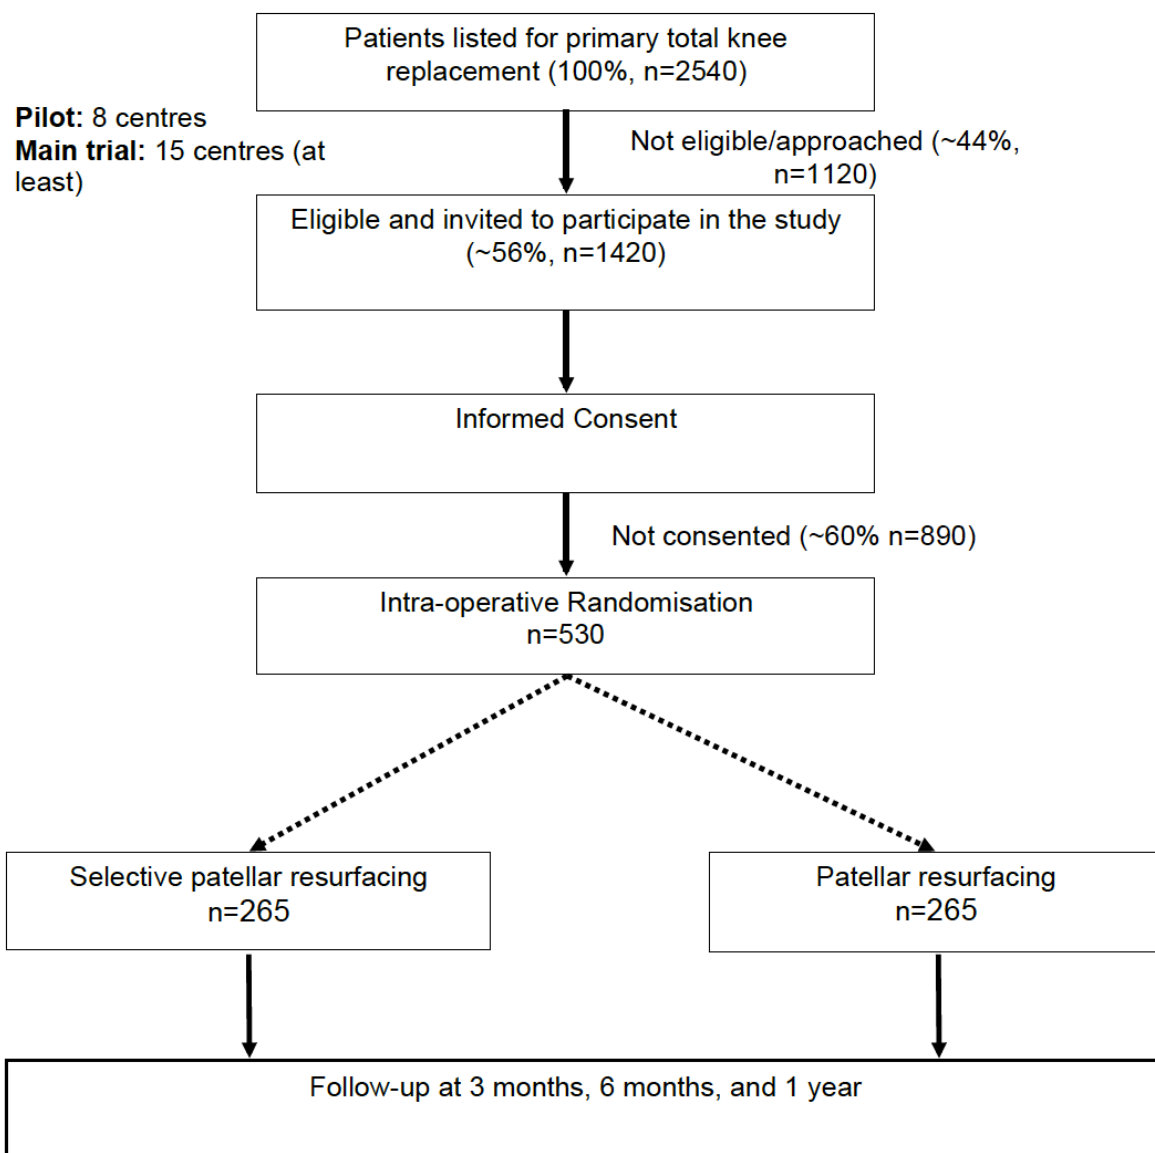 Patients listed for primary total knee
replacement (100%, n=2540)
Pilot: 8 centres
Main trial: 15 centres (at
least)
Not eligible/approached (~44%,
n=1120)
Eligible and invited to participate in the study
(~56%, n=1420)
Informed Consent
Not consented (~60% n=890)
Intra-operative Randomisation
n=530
Selective patellar resurfacing
n=265
Patellar resurfacing
n=265
Follow-up at 3 months, 6 months, and 1 year